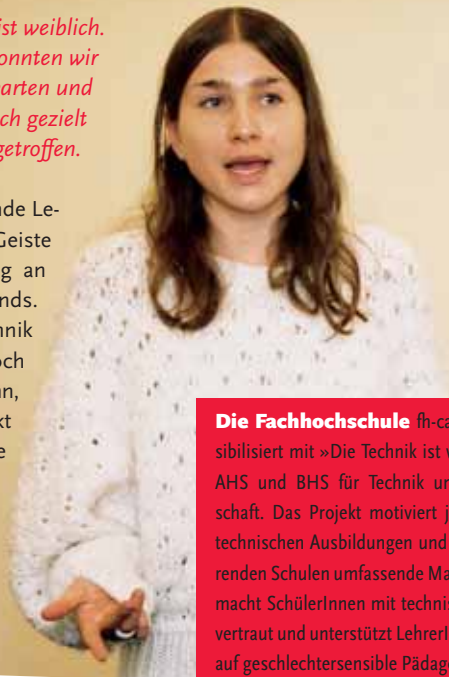 ist weiblich.
onnten wir
arten und
ch gezielt
getroffen.
nde Le-
Geiste
g an
nds.
nnik
och
nn,
kt
e
Die Fachhochschule fh-ca
sibilisiert mit »Die Technik ist w
AHS und BHS für Technik un
schaft. Das Projekt motiviert j
technischen Ausbildungen und
renden Schulen umfassende Ma
macht SchülerInnen mit technis
vertraut und unterstützt LehrerI
auf geschlechtersensible Pädago